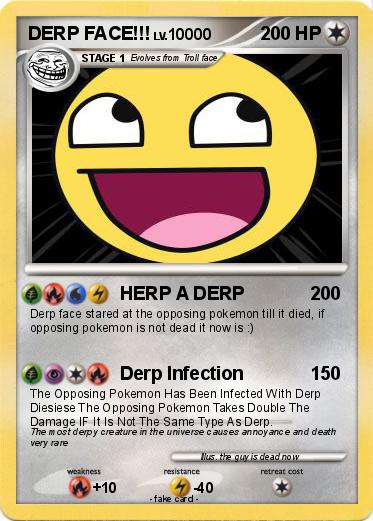 DERP FACE!!! LV.10000 200 HP
STAGE 1 Evolves from Troll face
HERP A DERP 200
Derp face stared at the opposing pokemon till it died, if
opposing pokemon is not dead it now is :)
Derp Infection 150
The Opposing Pokemon Has Been Infected With Derp
Diesiese The Opposing Pokemon Takes Double The
Damage IF It Is Not The Same Type As Derp.
The most derpy creature in the universe causes annoyance and death
very rare
Illus. the guy is dead now
weakness resistance retreat cost
+10 -40
- fake card -